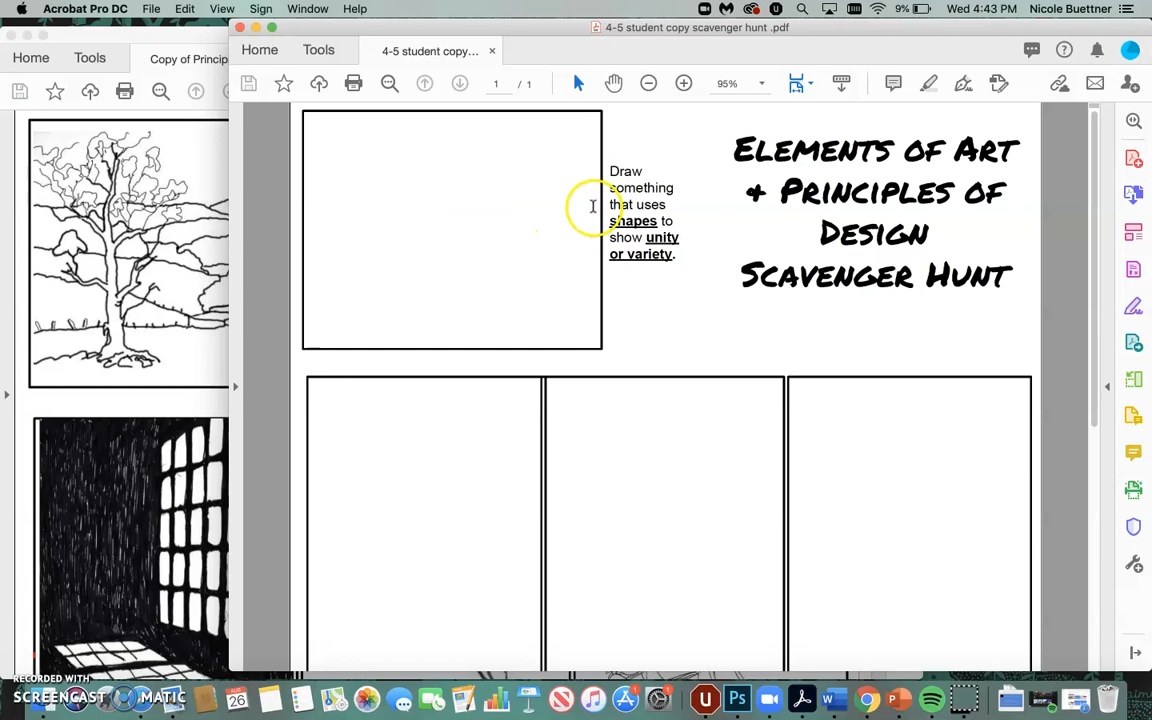 Acrobat Pro DC File Edit View Sign Window Help
9% Wed 4:43 PM Nicole Buettner
4-5 student copy scavenger hunt .pdf
Home Tools Copy of Princip
Home Tools 4-5 student copy... ×
1 / 1 95%
Draw
something
that uses
shapes to
show unity
or variety.
Elements of Art
& Principles of
Design
Scavenger Hunt
RECORDED WITH
SCREENCAST MATIC
AUG
26